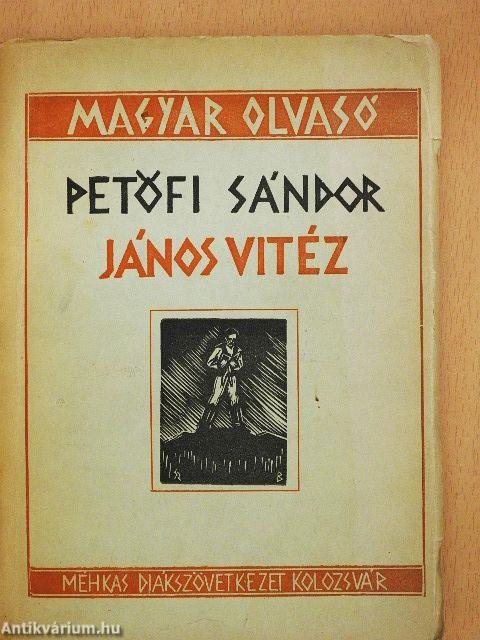 MAGYAR OLVASÓ
PETŐFI SÁNDOR
JÁNOS VITÉZ
MÉHKAS DIÁKSZÖVETKEZET KOLOZSVÁR
Antikvárium.hu